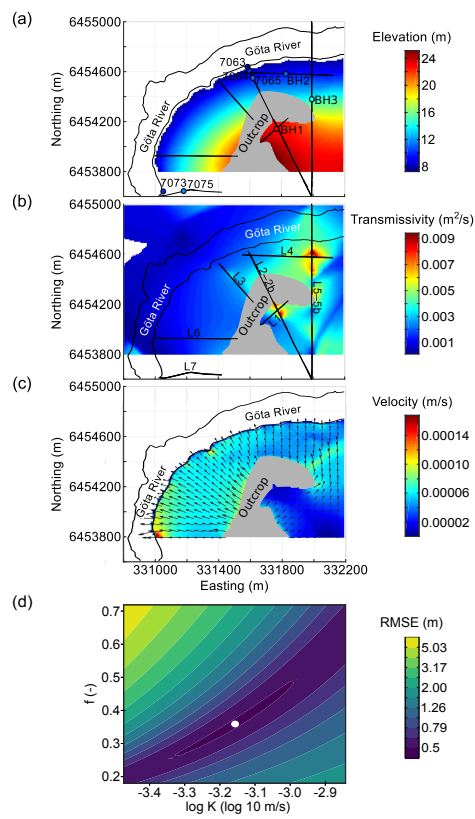 (a)
6455000
6454600
6454200
6453800
Northing (m)
Göta River
Göta River
7063
7065
BH2
BH3
BH1
Outcrop
7073
7075
Elevation (m)
24
20
16
12
8
(b)
6455000
6454600
6454200
6453800
Northing (m)
Göta River
Göta River
L4
L2-2b
L3
L5-5b
L1
L6
L7
Outcrop
Transmissivity (m²/s)
0.009
0.007
0.005
0.003
0.001
(c)
6455000
6454600
6454200
6453800
Northing (m)
Göta River
Göta River
Outcrop
331000
331400
331800
332200
Easting (m)
Velocity (m/s)
0.00014
0.00010
0.00006
0.00002
(d)
0.7
0.6
0.5
0.4
0.3
0.2
f (-)
-3.4
-3.3
-3.2
-3.1
-3.0
-2.9
log K (log 10 m/s)
RMSE (m)
5.03
3.17
2.00
1.26
0.79
0.5